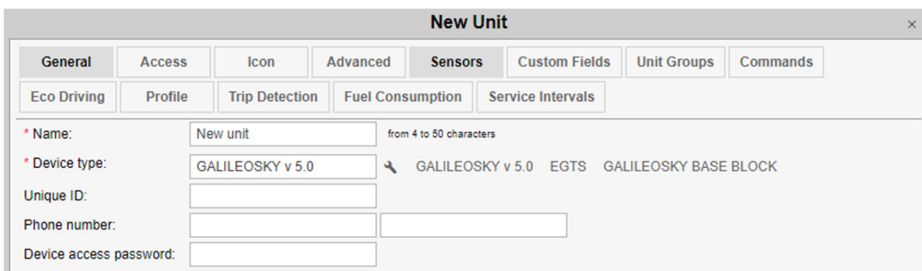 New Unit ×
General Access Icon Advanced Sensors Custom Fields Unit Groups Commands
Eco Driving Profile Trip Detection Fuel Consumption Service Intervals
* Name: New unit from 4 to 50 characters
* Device type: GALILEOSKY v 5.0 GALILEOSKY v 5.0 EGTS GALILEOSKY BASE BLOCK
Unique ID:
Phone number:
Device access password: